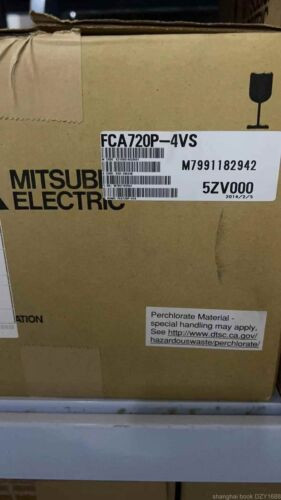 FCA720P-4VS
M7991182942
5ZV000
2014/2/5
MITSUBI
ELECTRIC
ATION
Perchlorate Material -
special handling may apply,
See http://www.dtsc.ca.gov/
hazardouswaste/perchlorate/
shanghai book DZY1688